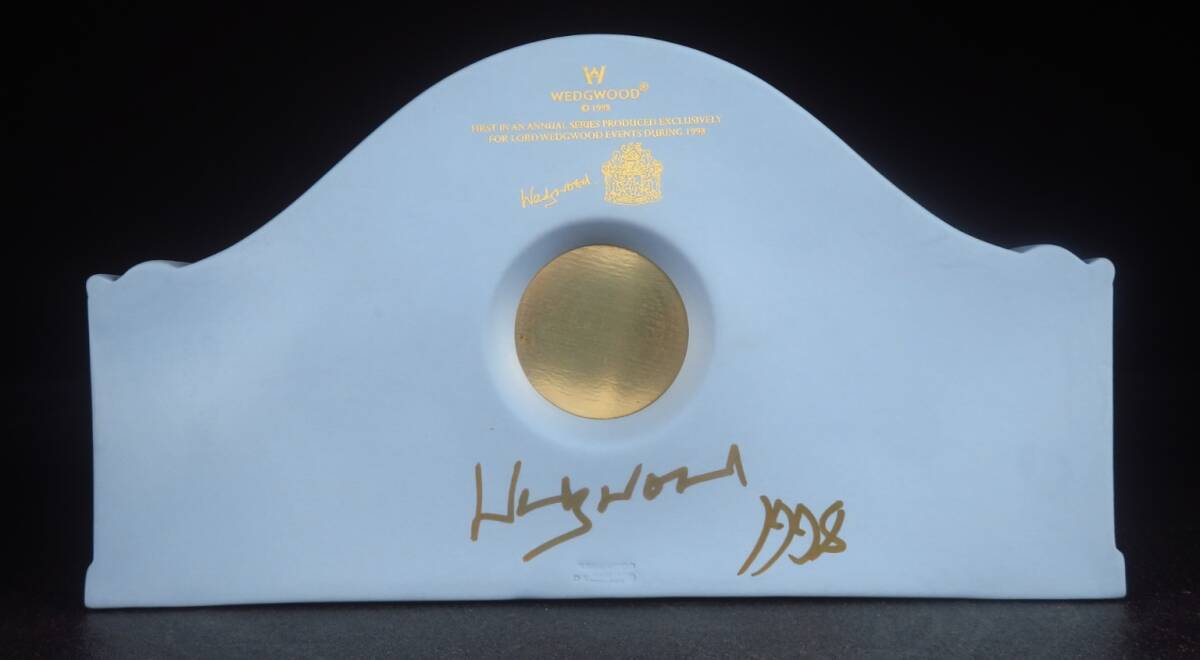 W
WEDGWOOD®
© 1998
FIRST IN AN ANNUAL SERIES PRODUCED EXCLUSIVELY
FOR LORD WEDGWOOD EVENTS DURING 1998
Wedgwood
Wedgwood 1998